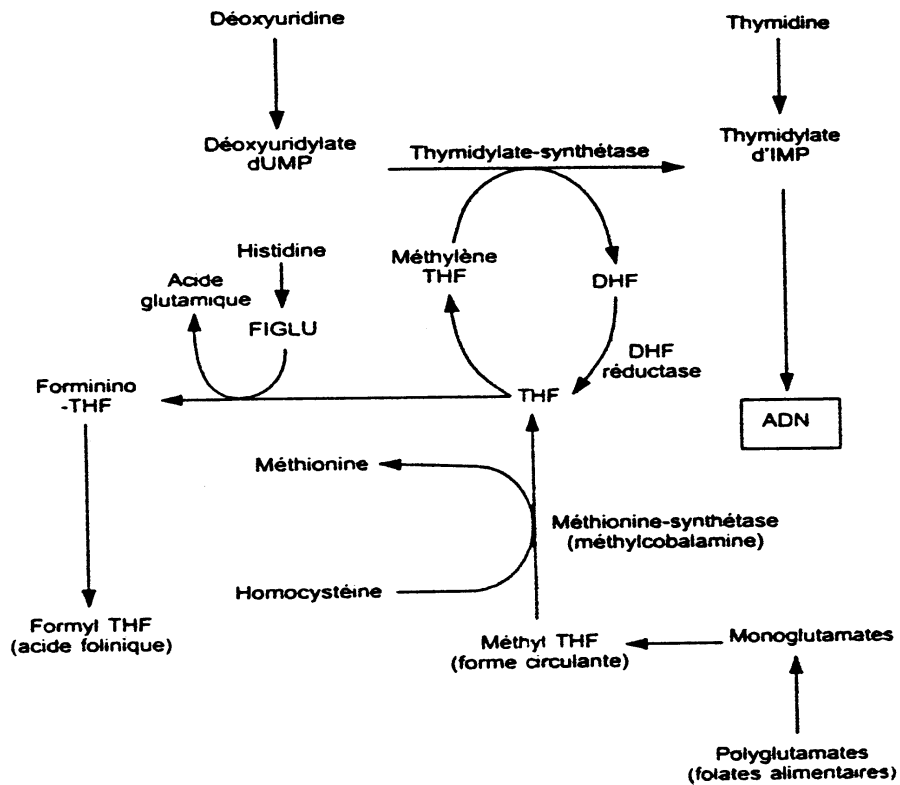 Déoxyuridine
Thymidine
Déoxyuridylate
dUMP
Thymidylate-synthétase
Thymidylate
d'IMP
Histidine
Acide
glutamique
FIGLU
Méthylène
THF
DHF
DHF
réductase
Forminino
-THF
THF
ADN
Méthionine
Méthionine-synthétase
(méthylcobalamine)
Homocystéine
Formyl THF
(acide folinique)
Méthyl THF
(forme circulante)
Monoglutamates
Polyglutamates
(folates alimentaires)